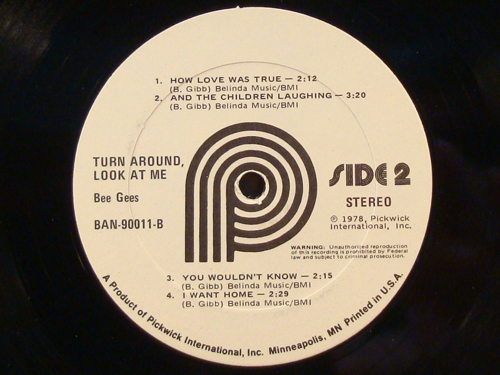 1. HOW LOVE WAS TRUE — 2:12
(B. Gibb) Belinda Music/BMI
2. AND THE CHILDREN LAUGHING — 3:20
(B. Gibb) Belinda Music/BMI
TURN AROUND,
LOOK AT ME
Bee Gees
BAN-90011-B
SIDE 2
STEREO
℗ 1978, Pickwick
International, Inc.
WARNING: Unauthorized reproduction
of this recording is prohibited by Federal
law and subject to criminal prosecution.
3. YOU WOULDN'T KNOW — 2:15
(B. Gibb) Belinda Music/BMI
4. I WANT HOME — 2:29
(B. Gibb) Belinda Music/BMI
A Product of Pickwick International, Inc. Minneapolis, MN Printed in U.S.A.